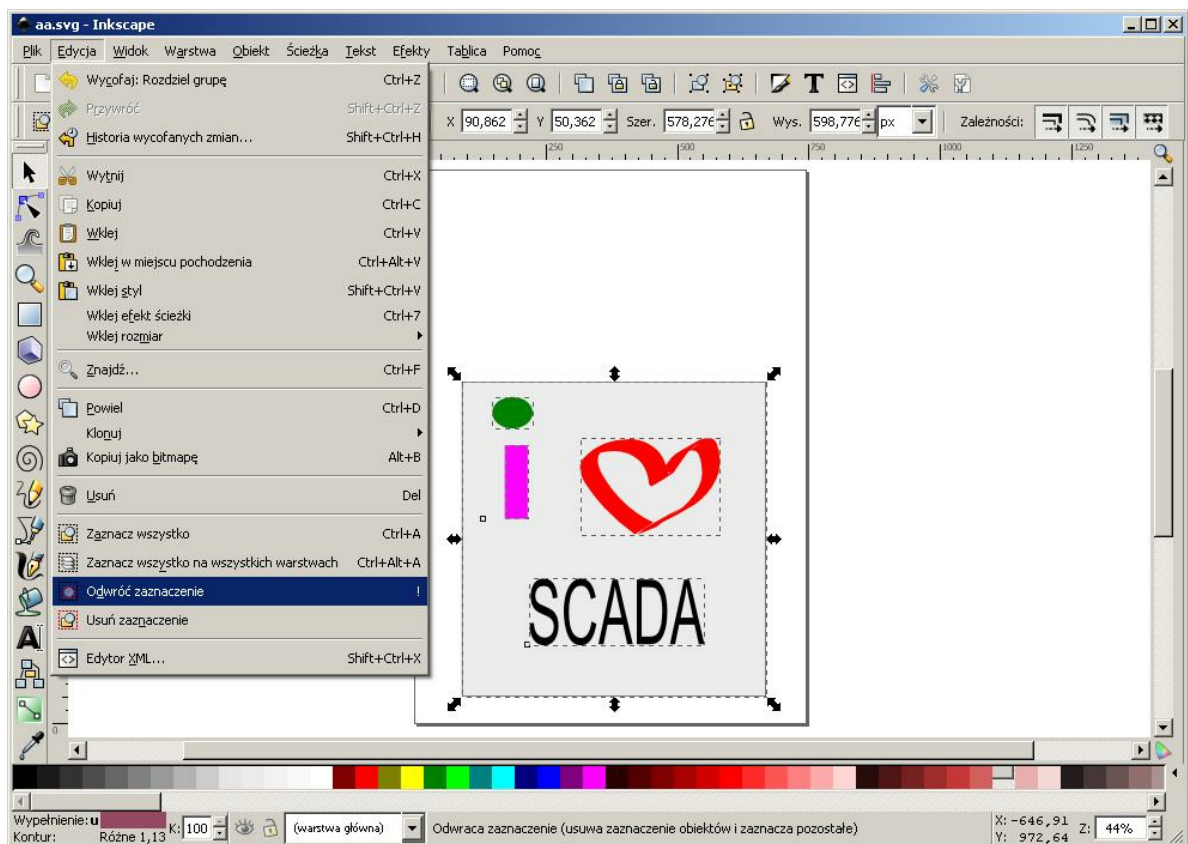 aa.svg - Inkscape
Plik Edycja Widok Warstwa Obiekt Ścieżka Tekst Efekty Tablica Pomoc
Wycofaj: Rozdziel grupę Ctrl+Z
Przywróć Shift+Ctrl+Z
Historia wycofanych zmian... Shift+Ctrl+H
X 90,862 Y 50,362 Szer. 578,276 Wys. 598,776 px Zależności:
250 500 750 1000 1250
Wytnij Ctrl+X
Kopiuj Ctrl+C
Wklej Ctrl+V
Wklej w miejscu pochodzenia Ctrl+Alt+V
Wklej styl Shift+Ctrl+V
Wklej efekt ścieżki Ctrl+7
Wklej rozmiar
Znajdź... Ctrl+F
Powiel Ctrl+D
Klonuj
Kopiuj jako bitmapę Alt+B
Usuń Del
Zaznacz wszystko Ctrl+A
Zaznacz wszystko na wszystkich warstwach Ctrl+Alt+A
Odwróć zaznaczenie !
Usuń zaznaczenie
Edytor XML... Shift+Ctrl+X
i
SCADA
0
Wypełnienie: u
Kontur: Różne 1,13
K: 100
(warstwa główna)
Odwraca zaznaczenie (usuwa zaznaczenie obiektów i zaznacza pozostałe)
X: -646,91
Y: 972,64
Z: 44%